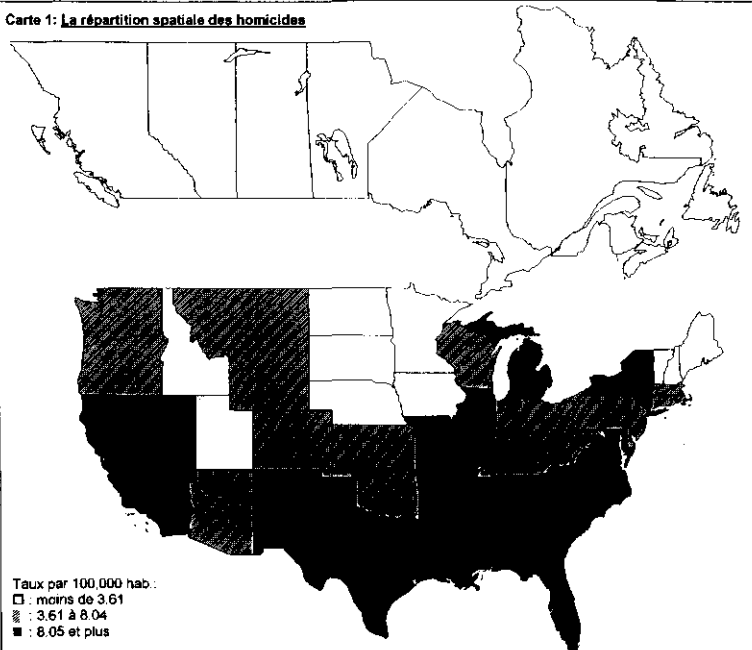 Carte 1: La répartition spatiale des homicides
Taux par 100,000 hab.:
: moins de 3.61
: 3.61 à 8.04
: 8.05 et plus